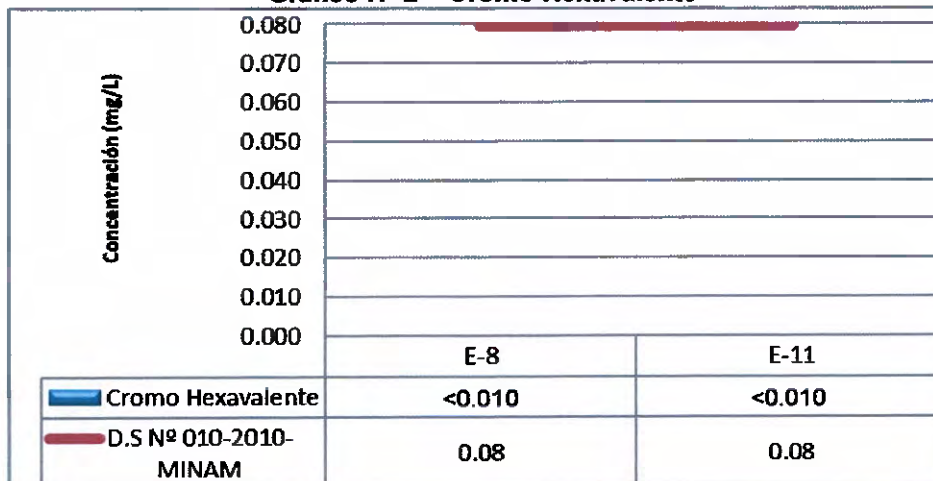 0.080
0.070
0.060
0.050
0.040
0.030
0.020
0.010
0.000
Concentración (mg/L)
E-8 E-11
Cromo Hexavalente <0.010 <0.010
D.S Nº 010-2010-
MINAM 0.08 0.08